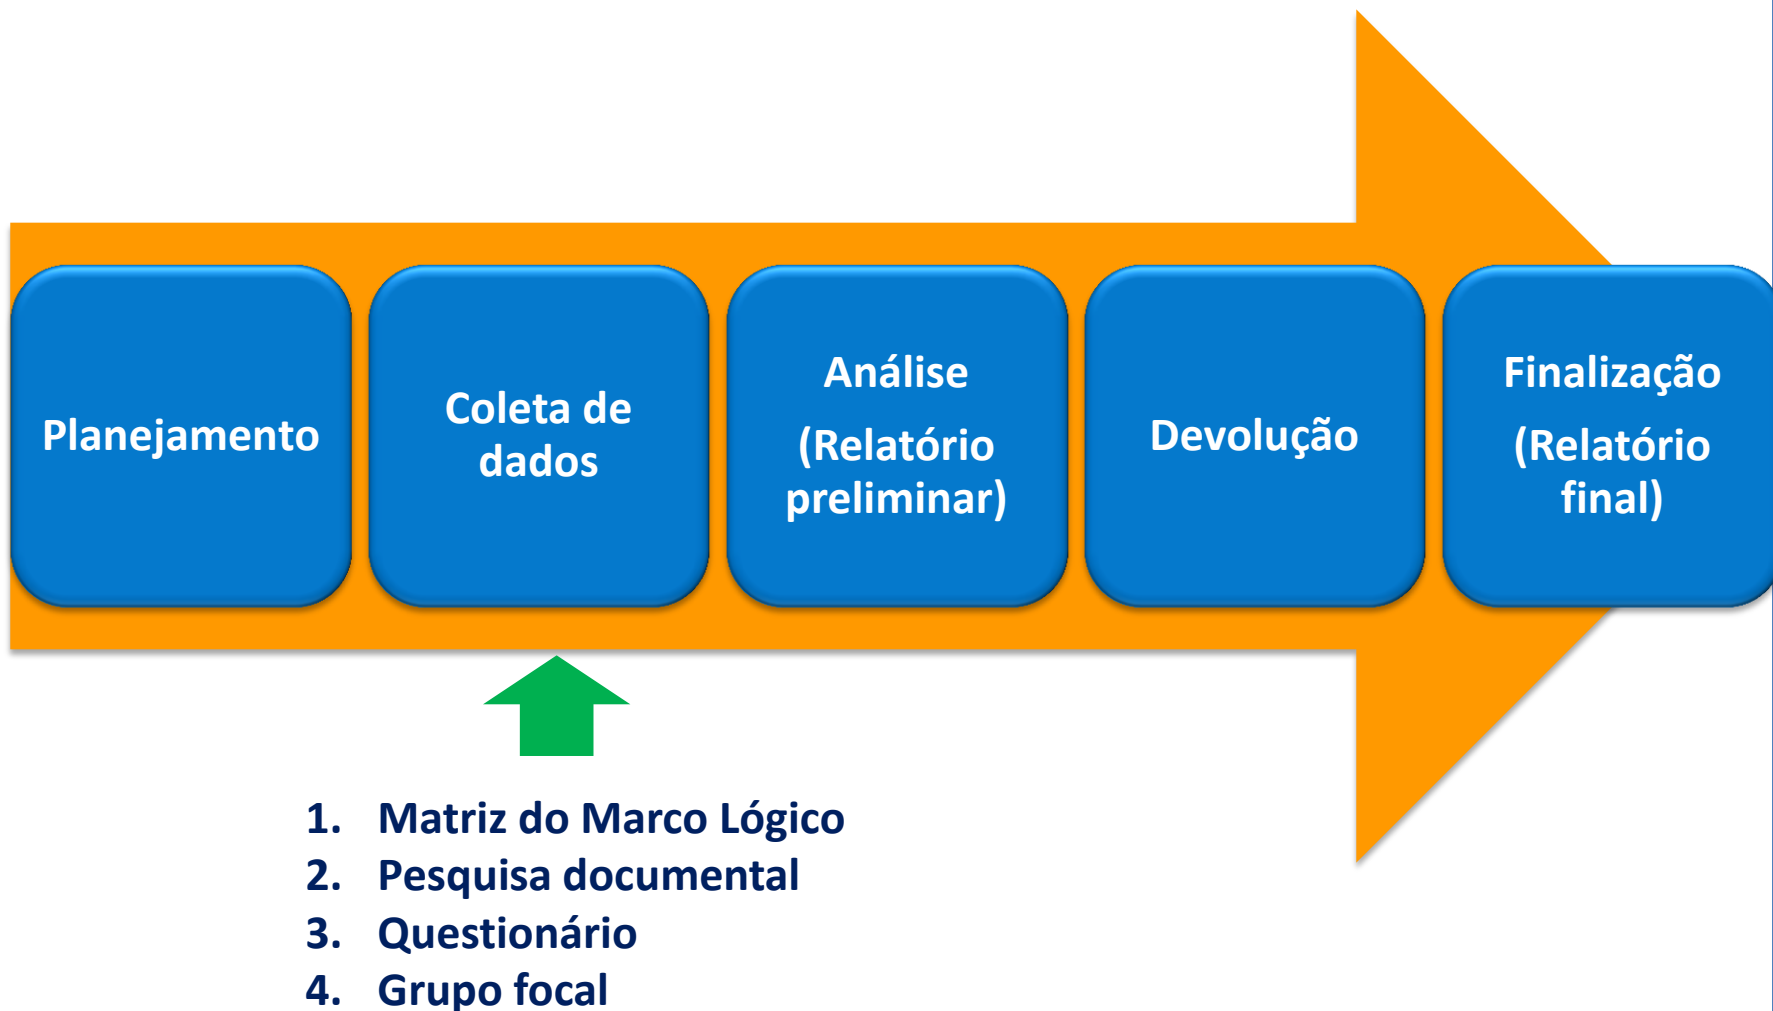 Planejamento
Coleta de
dados
Análise
(Relatório
preliminar)
Devolução
Finalização
(Relatório
final)
1. Matriz do Marco Lógico
2. Pesquisa documental
3. Questionário
4. Grupo focal